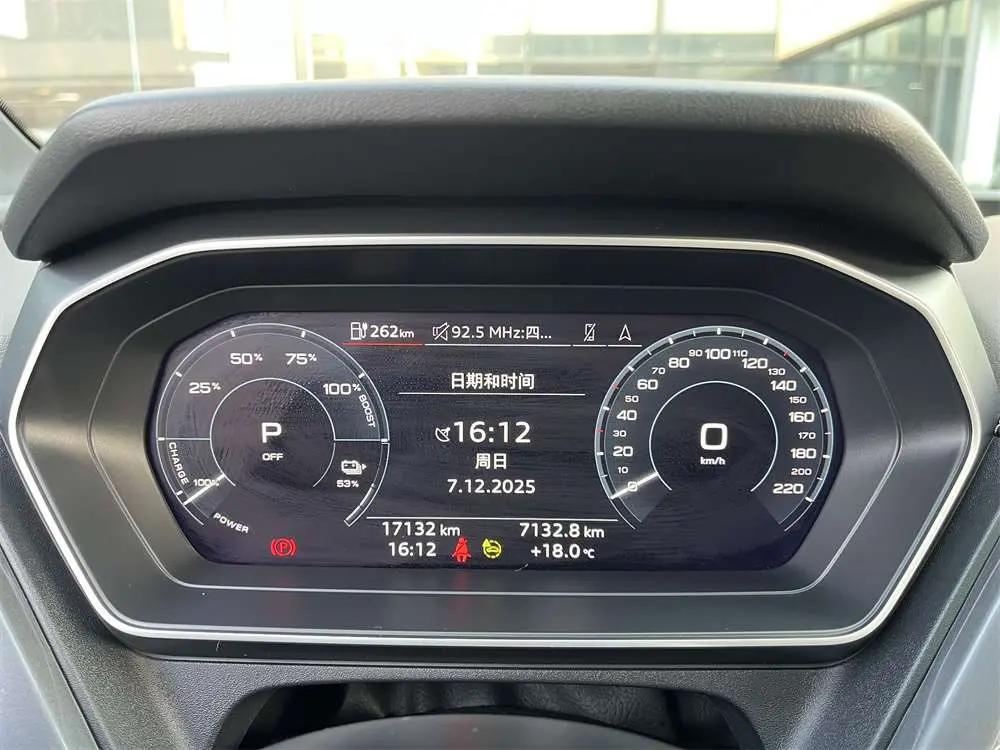 262km 92.5 MHz:四...
日期和时间
16:12
周日
7.12.2025
17132 km 7132.8 km
16:12 +18.0 °C
25% 50% 75% 100%
BOOST
CHARGE
100%
POWER
P
OFF
53%
P
0 10 20 30 40 50 60 70 80 90 100 110 120 130 140 150 160 170 180 200 220
0
km/h